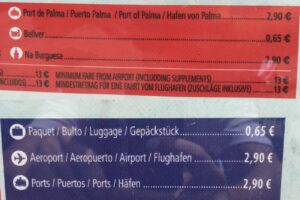 Port de Palma / Puerto Palma / Port of Palma / Hafen von Palma 2,90 €
Bellver 0,65 €
Na Burguesa 2,90 €
13 € MINIMUM FARE FROM AIRPORT (INCLUDING SUPPLEMENTS) 13 €
13 € MINDESTBETRAG FÜR EINE FAHRT VOM FLUGHAFEN (ZUSCHLÄGE INKLUSIVE) 13 €
Paquet / Bulto / Luggage / Gepäckstück 0,65 €
Aeroport / Aeropuerto / Airport / Flughafen 2,90 €
Ports / Puertos / Ports / Häfen 2,90 €